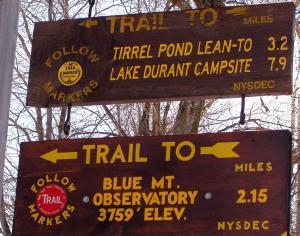 TRAIL TO
MILES
FOLLOW
MARKERS
TIRREL POND LEAN-TO 3.2
LAKE DURANT CAMPSITE 7.9
NYSDEC
TRAIL TO
MILES
FOLLOW
TRAIL
MARKERS
BLUE MT.
OBSERVATORY 2.15
3759' ELEV.
NYSDEC